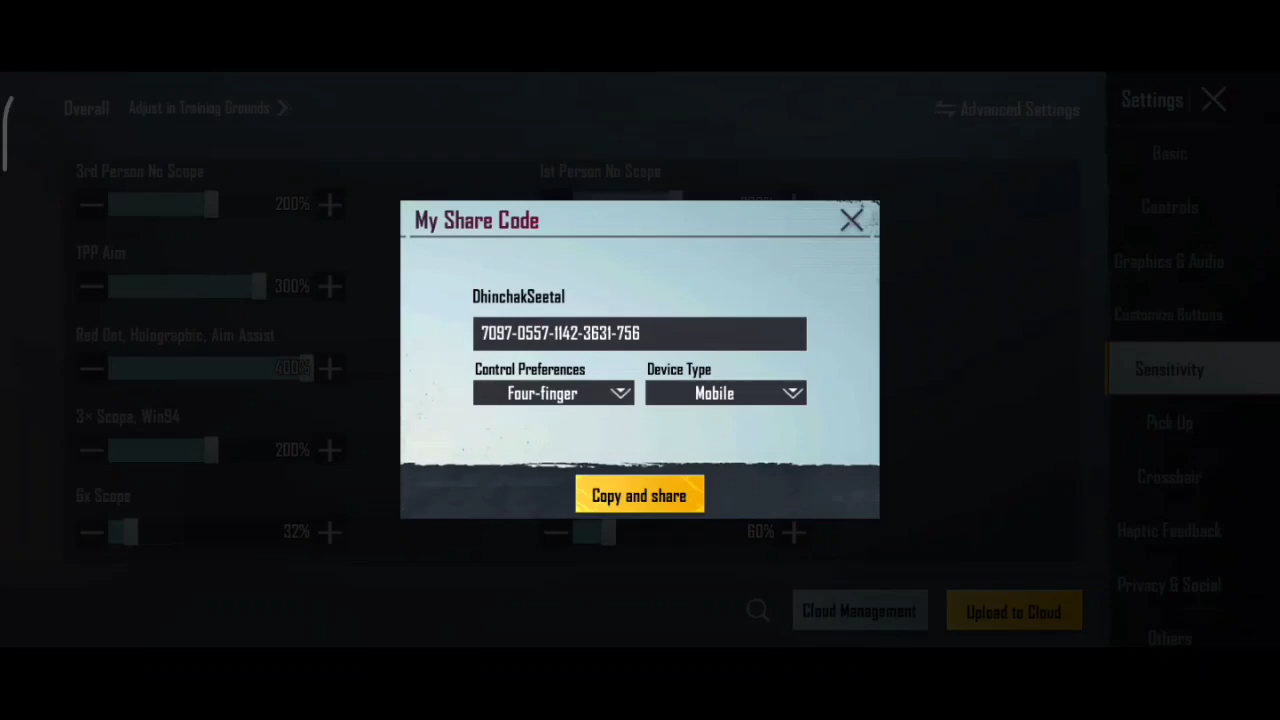 Overall
Adjust in Training Grounds
Advanced Settings
Settings
Basic
Controls
Graphics & Audio
Customize Buttons
Sensitivity
Pick Up
Crosshair
Haptic Feedback
Privacy & Social
Others
3rd Person No Scope
200%
1st Person No Scope
TPP Aim
300%
Red Dot, Holographic, Aim Assist
400%
3× Scope, Win94
200%
6x Scope
32%
60%
My Share Code
DhinchakSeetal
7097-0557-1142-3631-756
Control Preferences
Device Type
Four-finger
Mobile
Copy and share
Cloud Management
Upload to Cloud